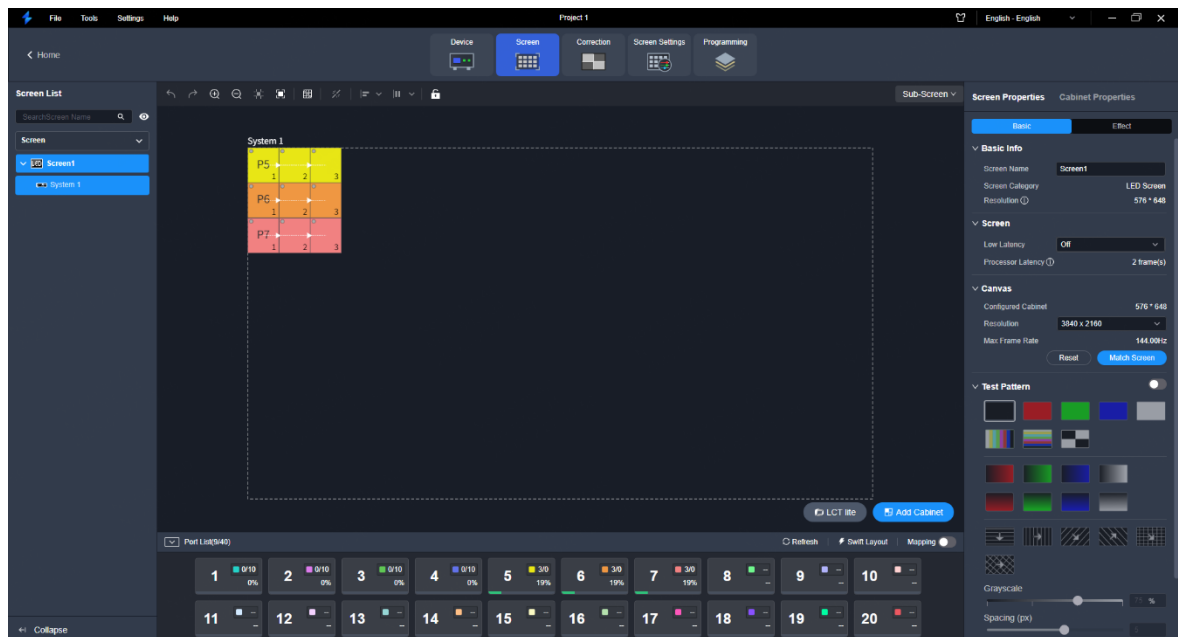 File Tools Settings Help Project 1 English - English
Home
Device Screen Correction Screen Settings Programming
Screen List
SearchScreen Name
Screen
Screen1
System 1
Collapse
Sub-Screen
System 1
P5 1 2 3
P6 1 2 3
P7 1 2 3
LCT lite Add Cabinet
Port List(9/40) Refresh Swift Layout Mapping
1 0/10 0%
2 0/10 0%
3 0/10 0%
4 0/10 0%
5 3/0 19%
6 3/0 19%
7 3/0 19%
8 -- --
9 -- --
10 -- --
11 -- --
12 -- --
13 -- --
14 -- --
15 -- --
16 -- --
17 -- --
18 -- --
19 -- --
20 -- --
Screen Properties Cabinet Properties
Basic Effect
Basic Info
Screen Name Screen1
Screen Category LED Screen
Resolution 576 * 648
Screen
Low Latency Off
Processor Latency 2 frame(s)
Canvas
Configured Cabinet 576 * 648
Resolution 3840 x 2160
Max Frame Rate 144.00Hz
Reset Match Screen
Test Pattern
Grayscale %
Spacing (px)